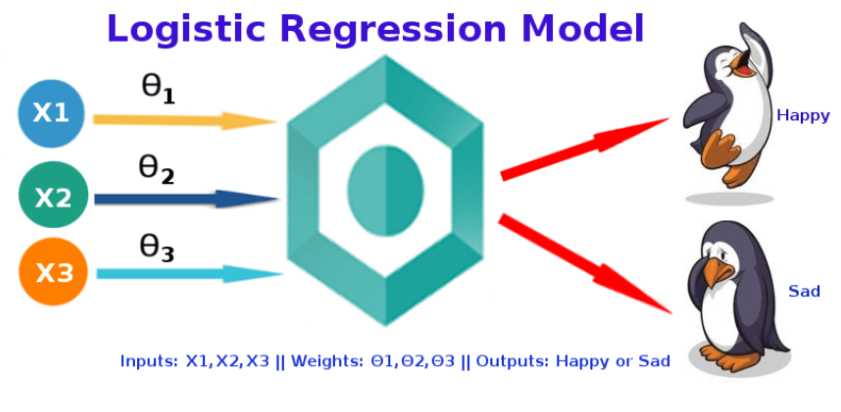 Logistic Regression Model
X1
θ1
X2
θ2
X3
θ3
Happy
Sad
Inputs: X1,X2,X3 || Weights: Θ1,Θ2,Θ3 || Outputs: Happy or Sad